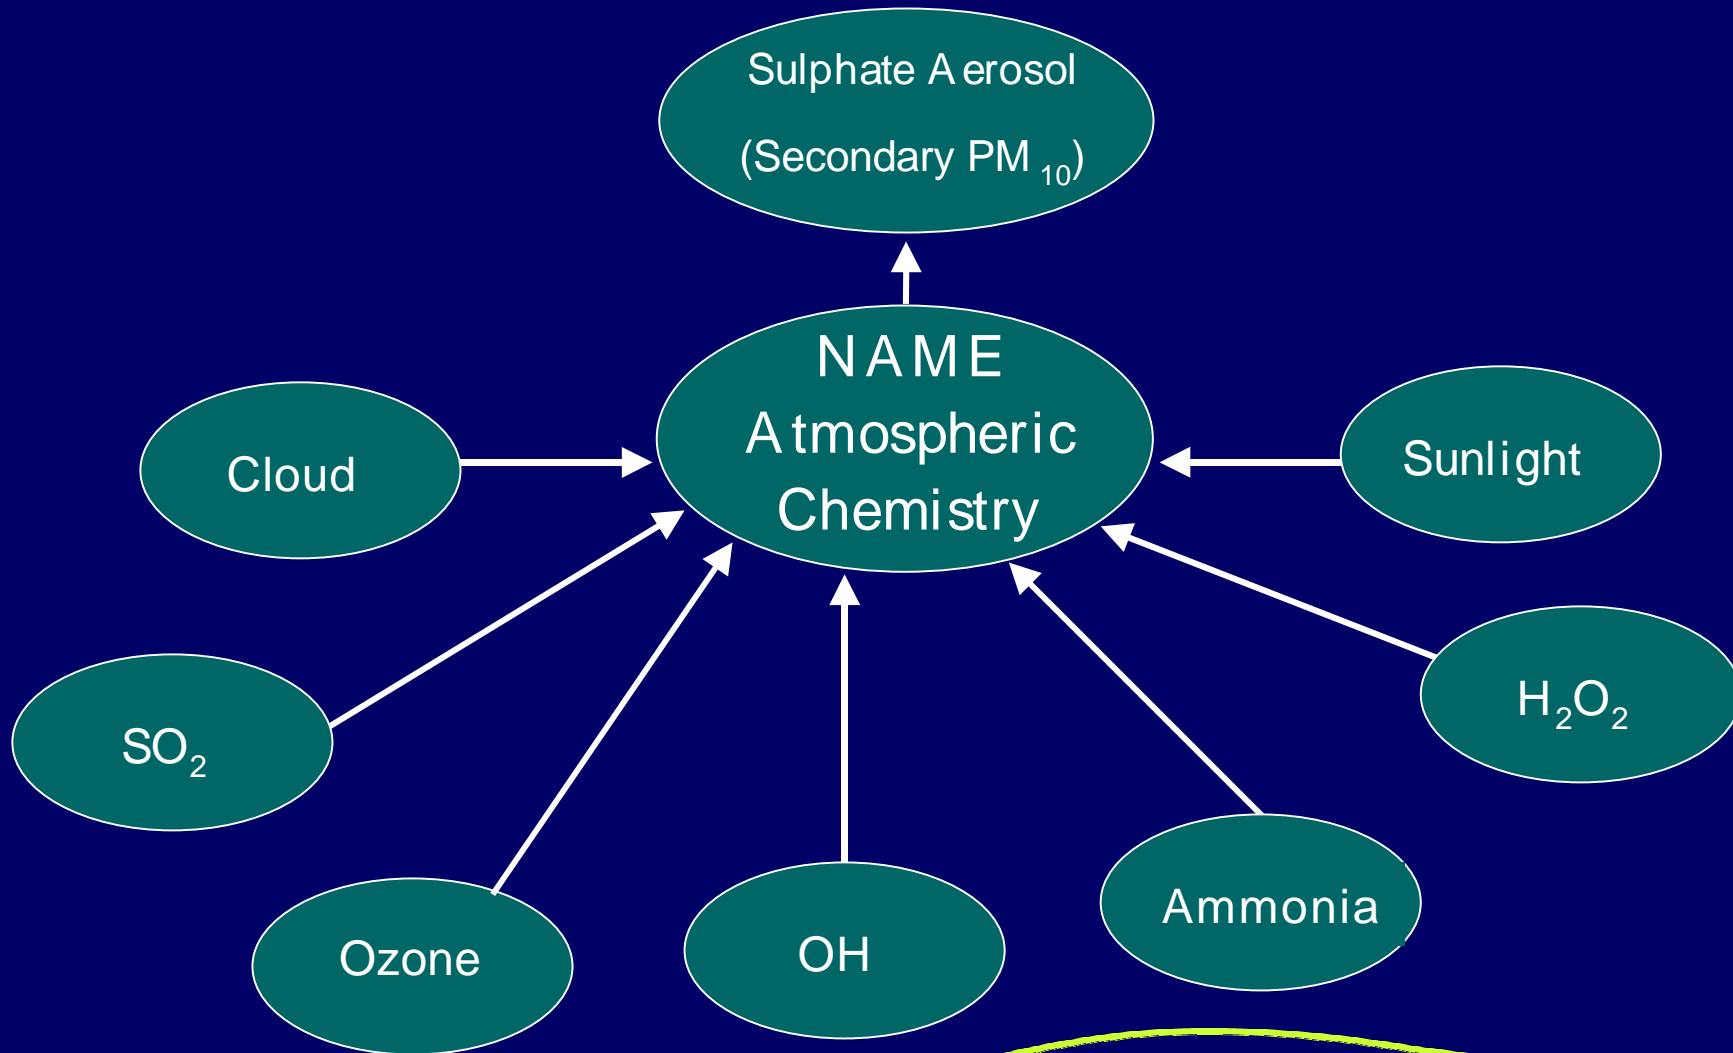 Sulphate Aerosol
(Secondary PM₁₀)
NAME
Atmospheric
Chemistry
Cloud
Sunlight
SO₂
H₂O₂
Ozone
OH
Ammonia